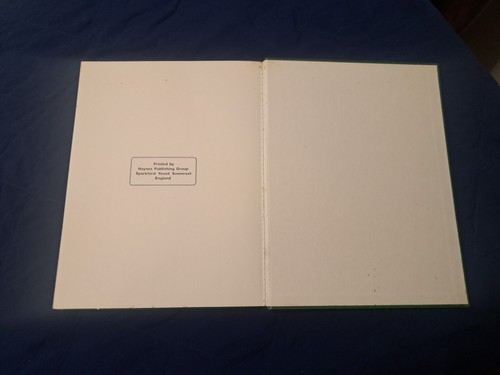 Printed by
Haynes Publishing Group
Sparkford Yeovil Somerset
England